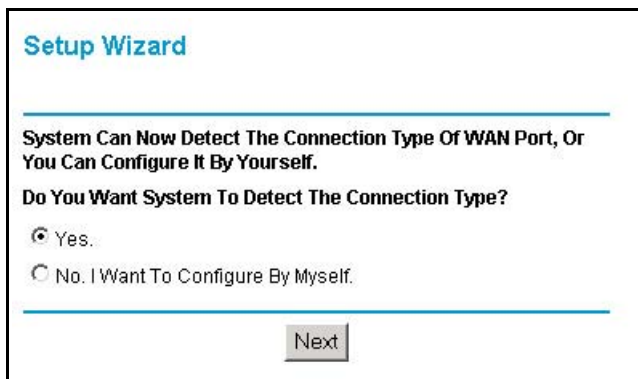 Setup Wizard
System Can Now Detect The Connection Type Of WAN Port, Or
You Can Configure It By Yourself.
Do You Want System To Detect The Connection Type?
Yes.
No. I Want To Configure By Myself.
Next